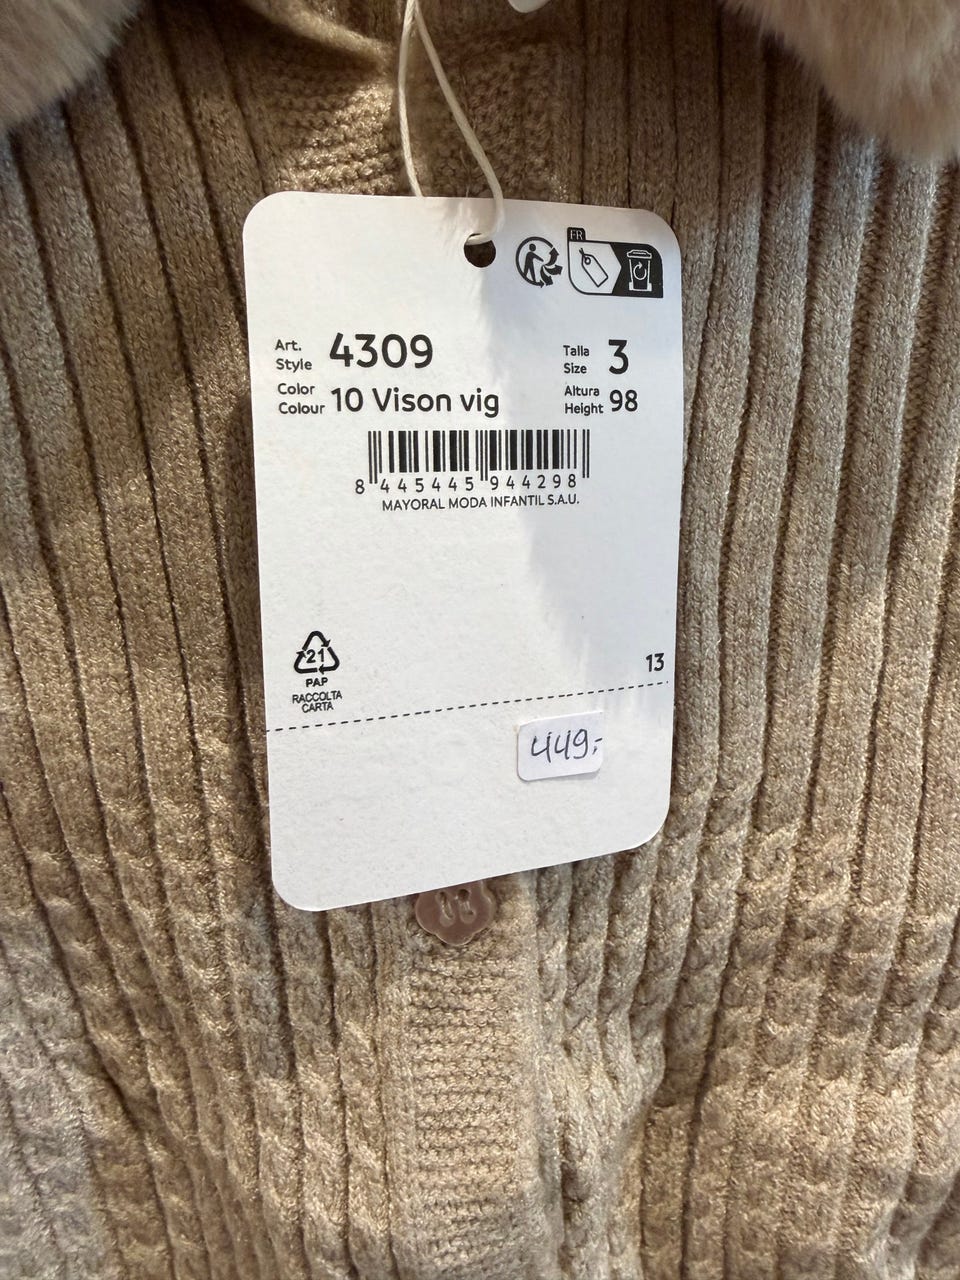 FR
Art.
Style 4309
Talla
Size 3
Color
Colour 10 Vison vig
Altura
Height 98
8 445445 944298
MAYORAL MODA INFANTIL S.A.U.
21
PAP
RACCOLTA
CARTA
13
449:-